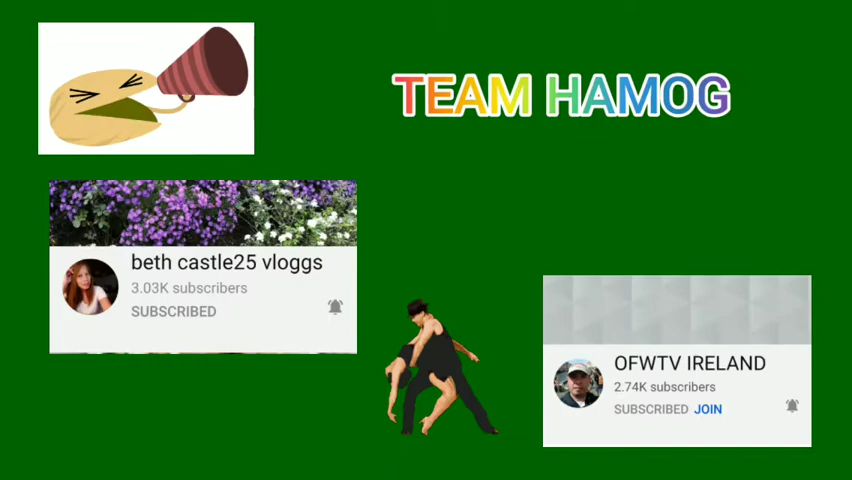 TEAM HAMOG
beth castle25 vloggs
3.03K subscribers
SUBSCRIBED
OFWTV IRELAND
2.74K subscribers
SUBSCRIBED JOIN